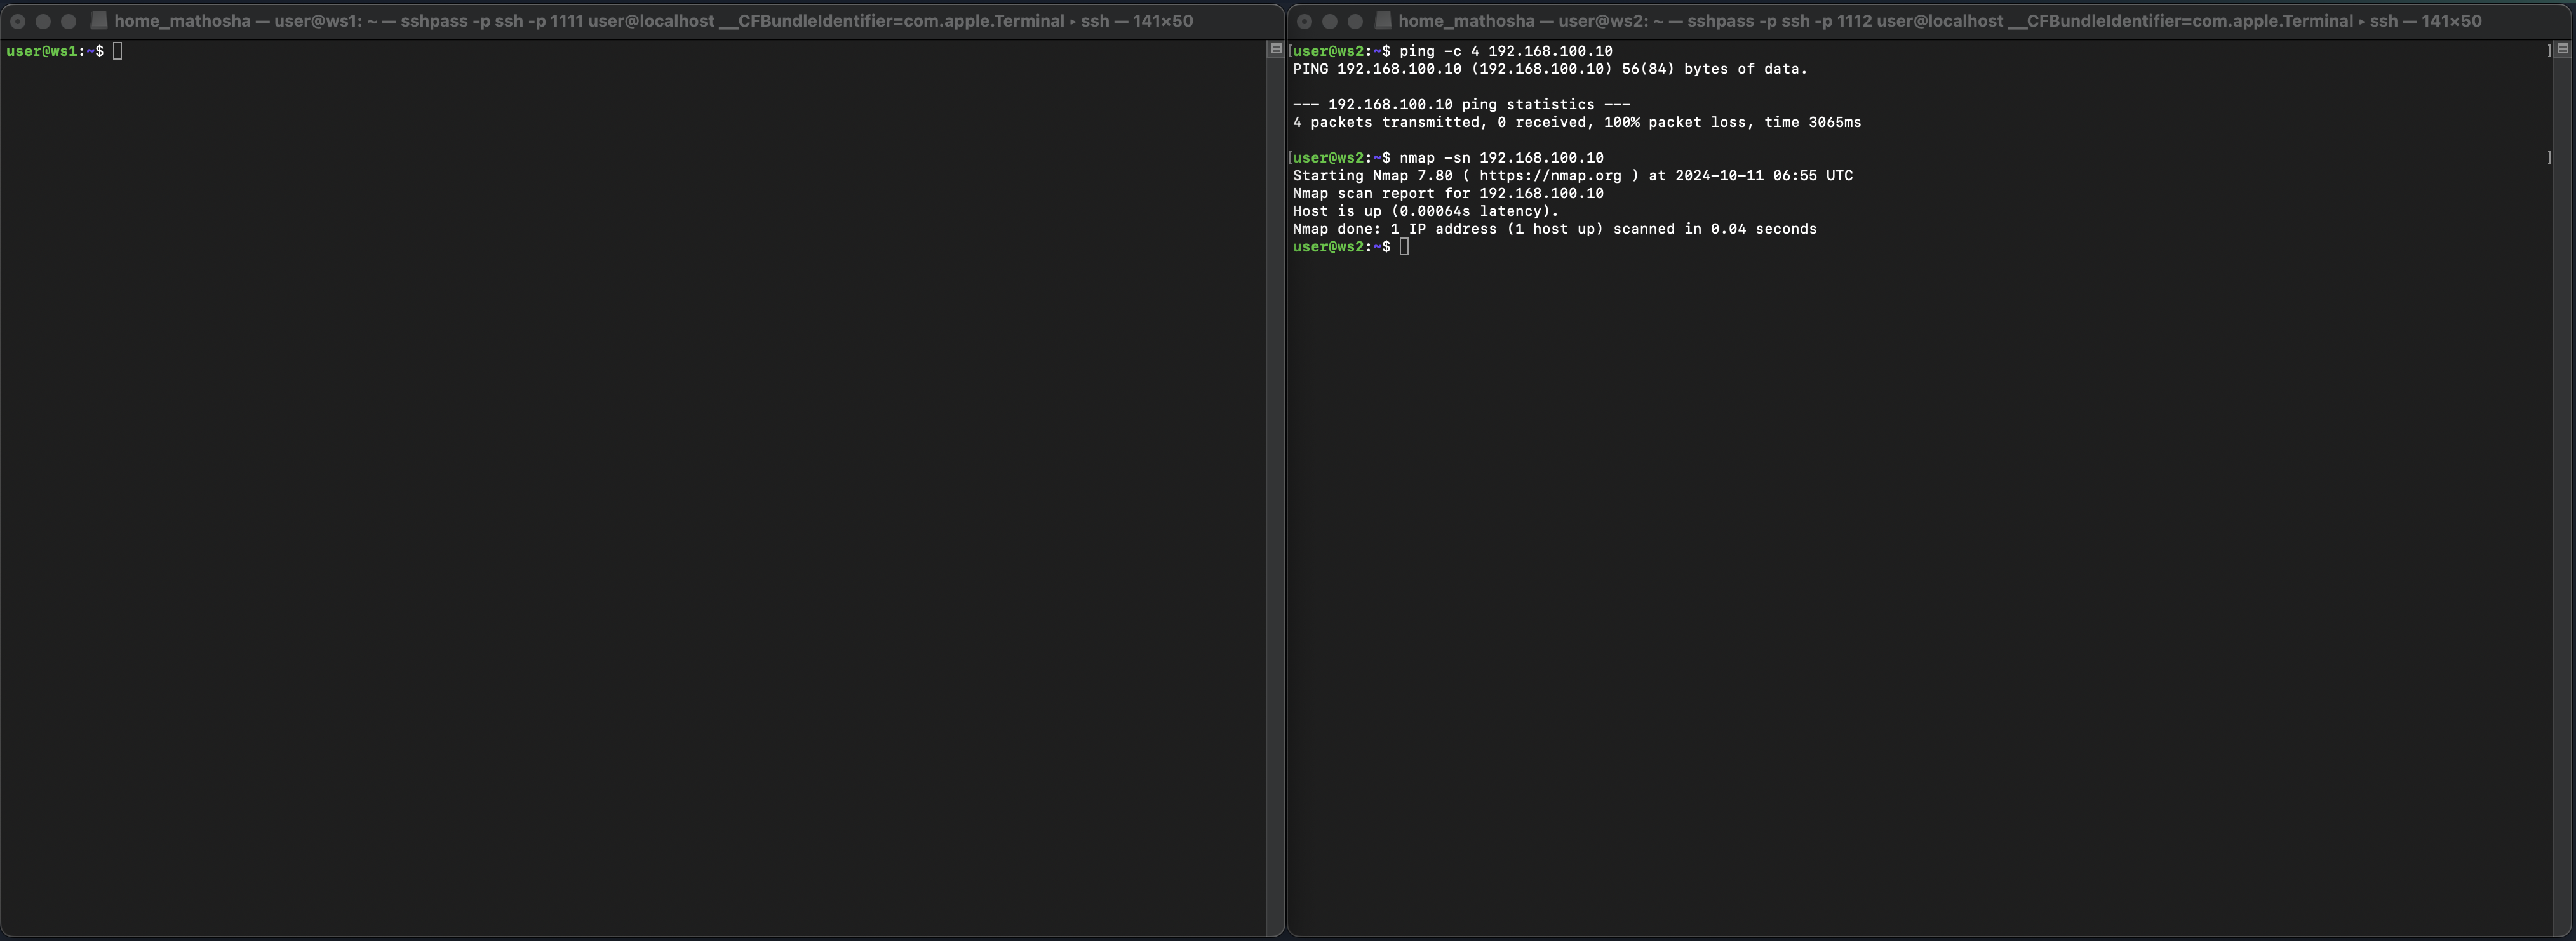 home_mathosha — user@ws1: ~ — sshpass -p ssh -p 1111 user@localhost __CFBundleIdentifier=com.apple.Terminal ▸ ssh — 141×50
user@ws1:~$
home_mathosha — user@ws2: ~ — sshpass -p ssh -p 1112 user@localhost __CFBundleIdentifier=com.apple.Terminal ▸ ssh — 141×50
[user@ws2:~$ ping -c 4 192.168.100.10 ]
PING 192.168.100.10 (192.168.100.10) 56(84) bytes of data.
--- 192.168.100.10 ping statistics ---
4 packets transmitted, 0 received, 100% packet loss, time 3065ms
[user@ws2:~$ nmap -sn 192.168.100.10 ]
Starting Nmap 7.80 ( https://nmap.org ) at 2024-10-11 06:55 UTC
Nmap scan report for 192.168.100.10
Host is up (0.00064s latency).
Nmap done: 1 IP address (1 host up) scanned in 0.04 seconds
user@ws2:~$